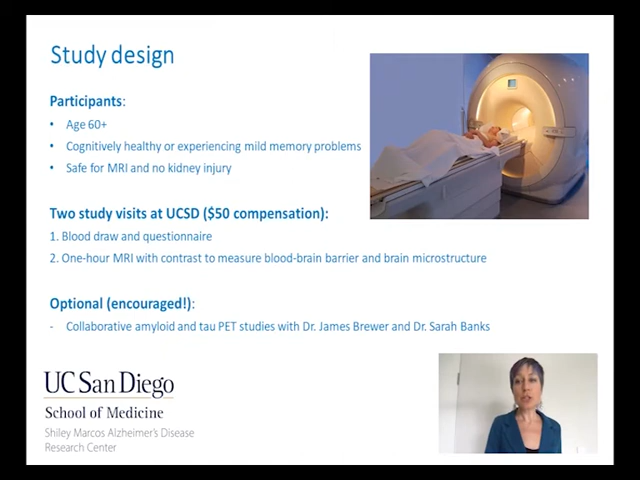 Study design
Participants:
• Age 60+
• Cognitively healthy or experiencing mild memory problems
• Safe for MRI and no kidney injury
Two study visits at UCSD ($50 compensation):
1. Blood draw and questionnaire
2. One-hour MRI with contrast to measure blood-brain barrier and brain microstructure
Optional (encouraged!):
- Collaborative amyloid and tau PET studies with Dr. James Brewer and Dr. Sarah Banks
UC San Diego
School of Medicine
Shiley Marcos Alzheimer's Disease
Research Center